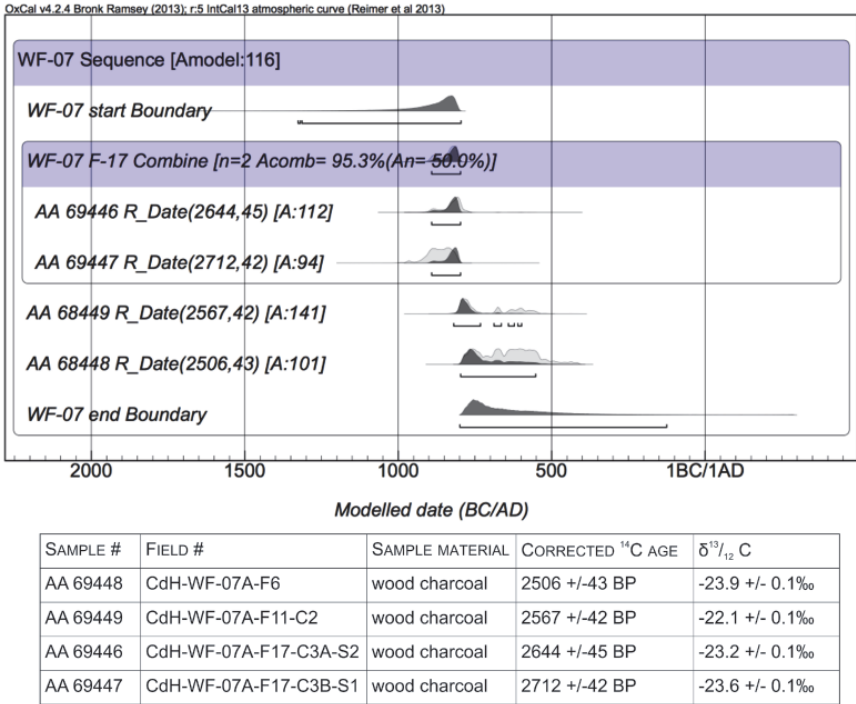 OxCal v4.2.4 Bronk Ramsey (2013); r:5 IntCal13 atmospheric curve (Reimer et al 2013)
WF-07 Sequence [Amodel:116]
WF-07 start Boundary
WF-07 F-17 Combine [n=2 Acomb= 95.3%(An= 50.0%)]
AA 69446 R_Date(2644,45) [A:112]
AA 69447 R_Date(2712,42) [A:94]
AA 68449 R_Date(2567,42) [A:141]
AA 68448 R_Date(2506,43) [A:101]
WF-07 end Boundary
2000 1500 1000 500 1BC/1AD
Modelled date (BC/AD)
SAMPLE # FIELD # SAMPLE MATERIAL CORRECTED ¹⁴C AGE δ¹³/₁₂ C
AA 69448 CdH-WF-07A-F6 wood charcoal 2506 +/-43 BP -23.9 +/- 0.1‰
AA 69449 CdH-WF-07A-F11-C2 wood charcoal 2567 +/-42 BP -22.1 +/- 0.1‰
AA 69446 CdH-WF-07A-F17-C3A-S2 wood charcoal 2644 +/-45 BP -23.2 +/- 0.1‰
AA 69447 CdH-WF-07A-F17-C3B-S1 wood charcoal 2712 +/-42 BP -23.6 +/- 0.1‰